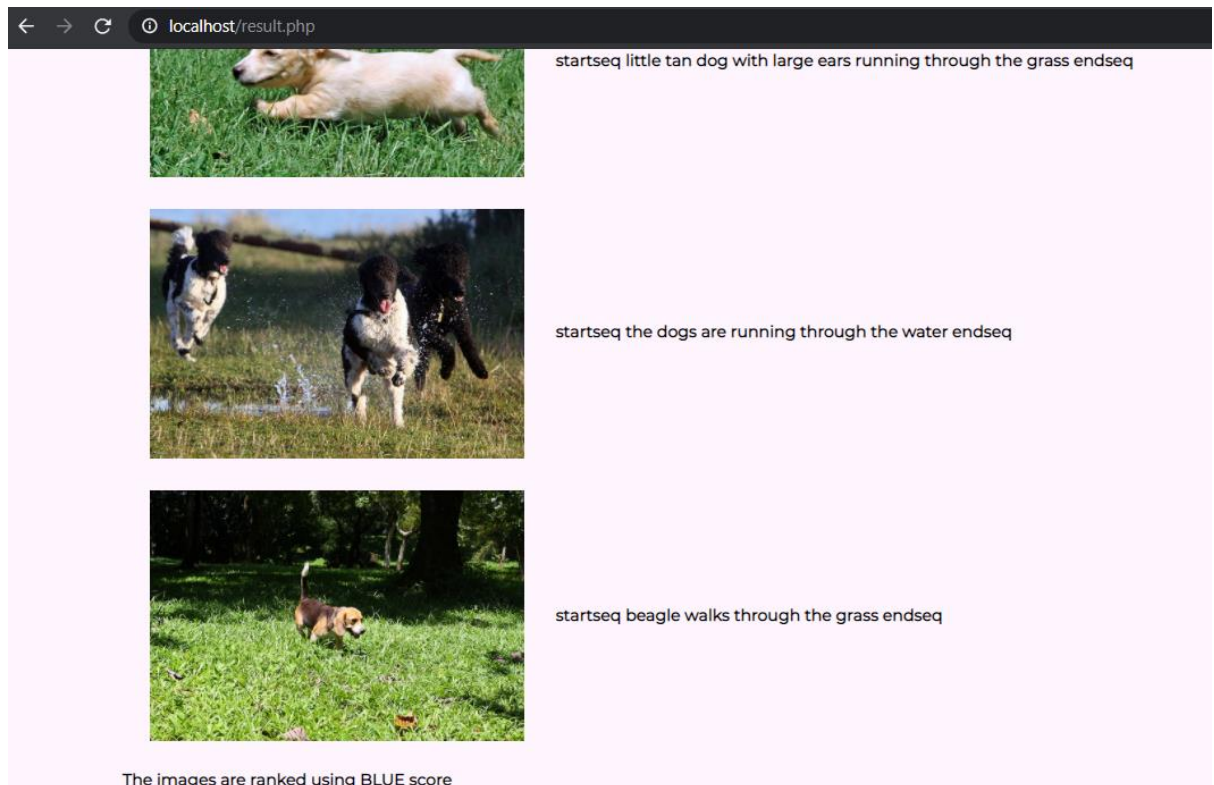 localhost/result.php
startseq little tan dog with large ears running through the grass endseq
startseq the dogs are running through the water endseq
startseq beagle walks through the grass endseq
The images are ranked using BLUE score